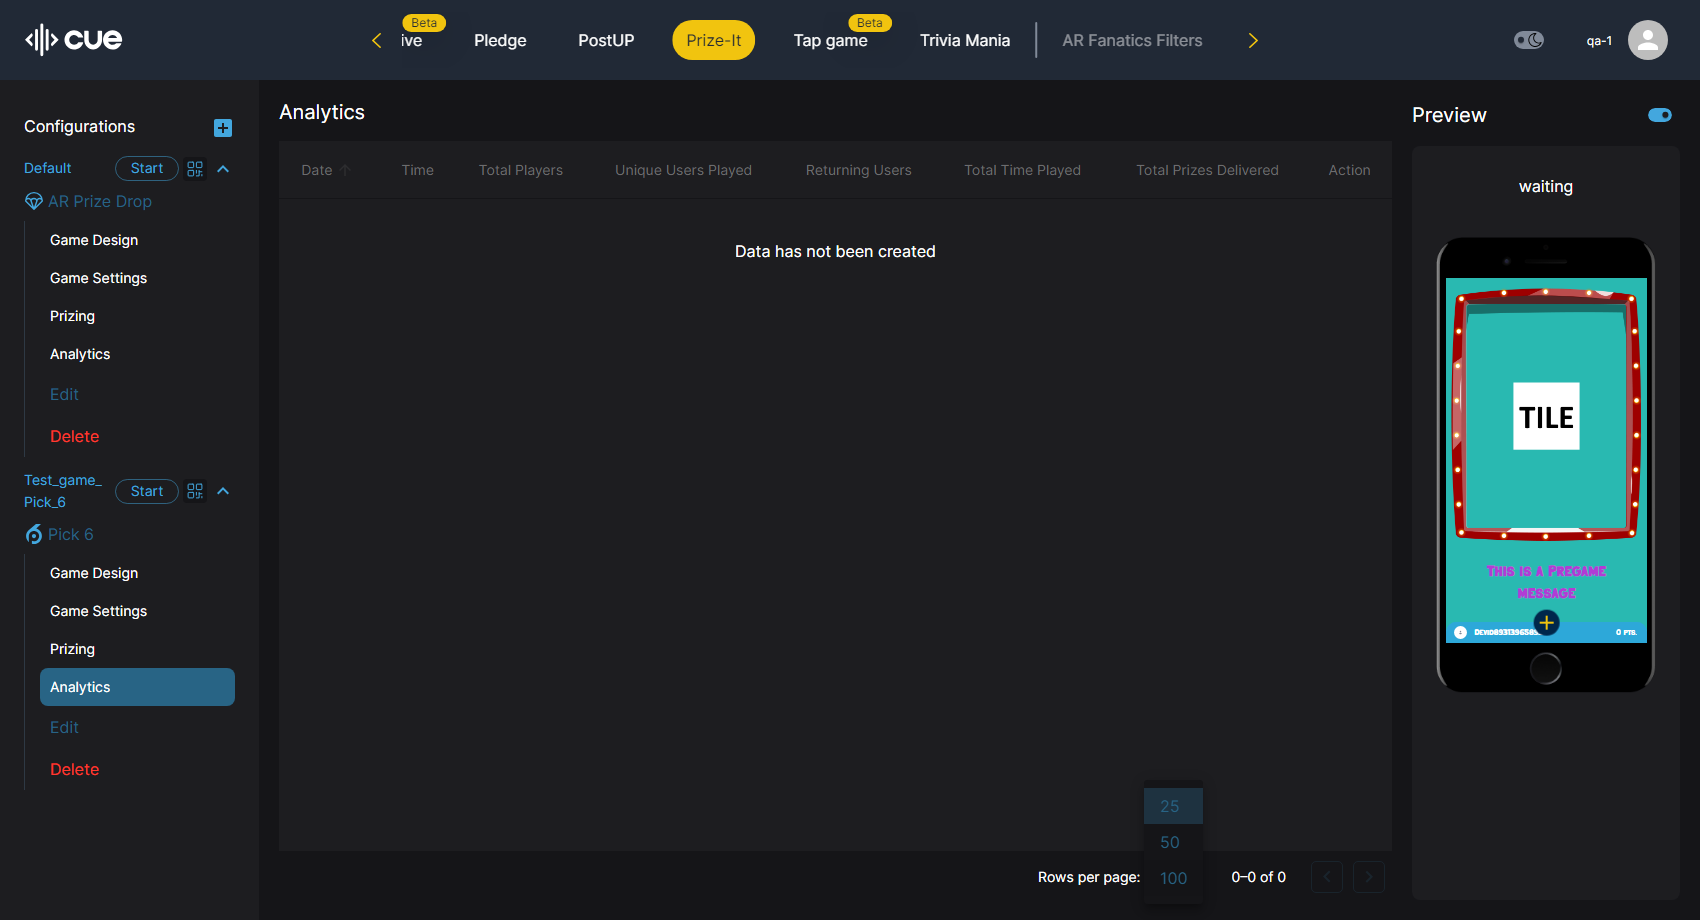 cue
Beta
ive
Pledge
PostUP
Prize-It
Beta
Tap game
Trivia Mania
AR Fanatics Filters
qa-1
Configurations
Default
Start
AR Prize Drop
Game Design
Game Settings
Prizing
Analytics
Edit
Delete
Test_game_
Pick_6
Start
Pick 6
Game Design
Game Settings
Prizing
Analytics
Edit
Delete
Analytics
Date
Time
Total Players
Unique Users Played
Returning Users
Total Time Played
Total Prizes Delivered
Action
Data has not been created
25
50
100
Rows per page:
0–0 of 0
Preview
waiting
TILE
This is a Pregame
message
0 pts.